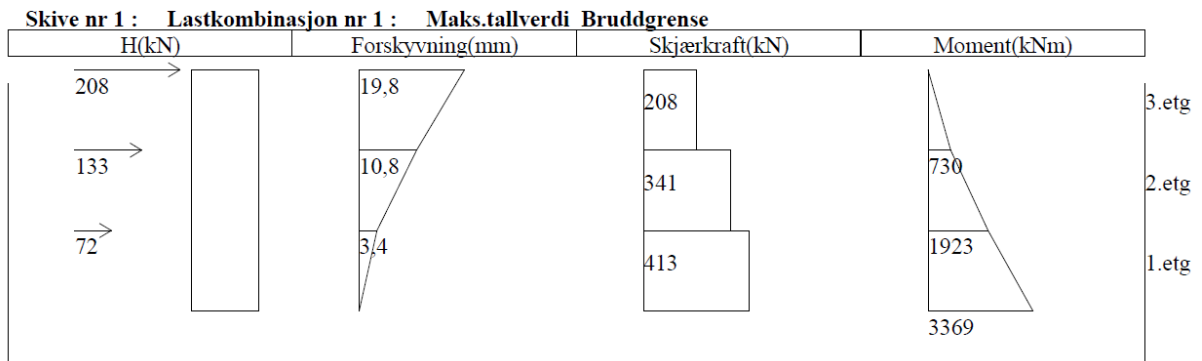 Skive nr 1 : Lastkombinasjon nr 1 : Maks.tallverdi Bruddgrense
H(kN) Forskyvning(mm) Skjærkraft(kN) Moment(kNm)
208 19,8 208 3.etg
133 10,8 341 730 2.etg
72 3,4 413 1923 1.etg
3369